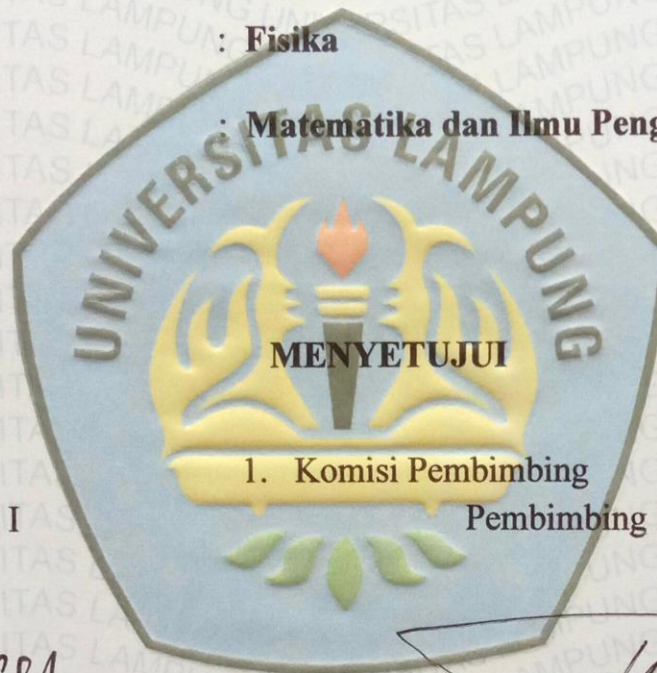 : Fisika
: Matematika dan Ilmu Peng
UNIVERSITAS LAMPUNG
MENYETUJUI
1. Komisi Pembimbing
I Pembimbing